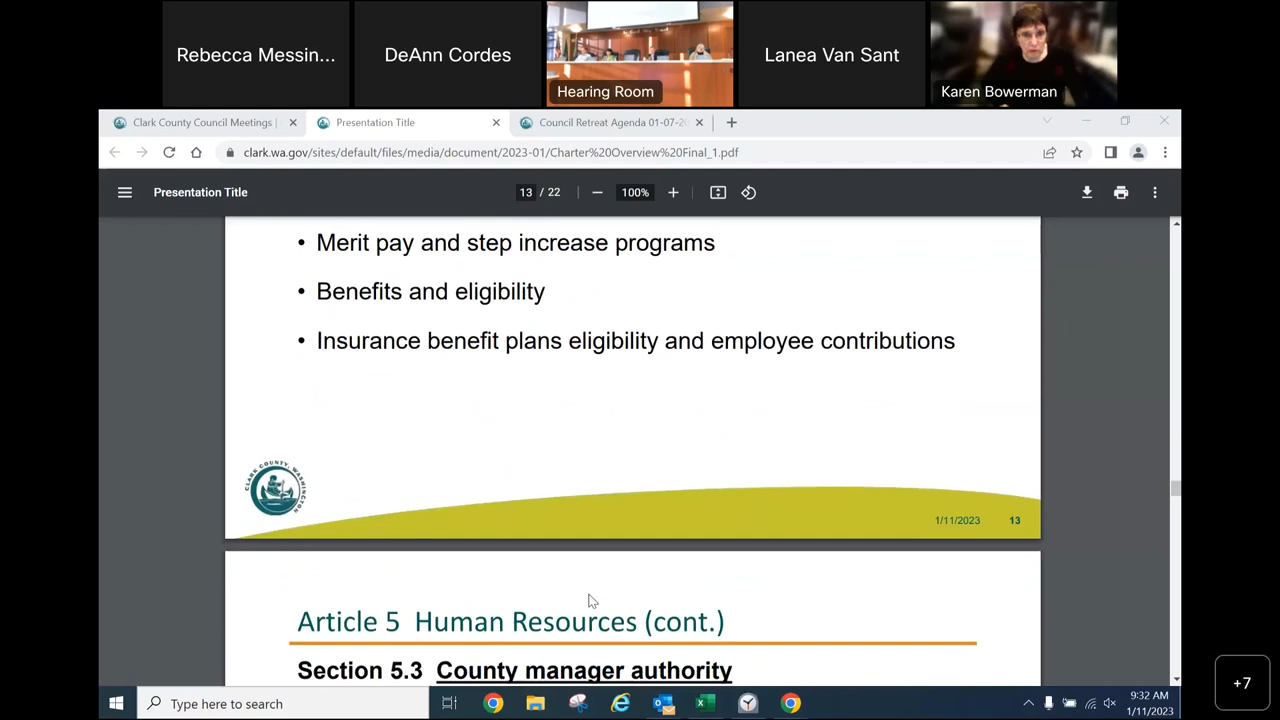 Rebecca Messin...
DeAnn Cordes
Hearing Room
Lanea Van Sant
Karen Bowerman
Clark County Council Meetings |
Presentation Title
Council Retreat Agenda 01-07-20
clark.wa.gov/sites/default/files/media/document/2023-01/Charter%20Overview%20Final_1.pdf
Presentation Title
13 / 22
100%
• Merit pay and step increase programs
• Benefits and eligibility
• Insurance benefit plans eligibility and employee contributions
CLARK COUNTY, WASHINGTON
1/11/2023 13
Article 5 Human Resources (cont.)
Section 5.3 County manager authority
Type here to search
9:32 AM
1/11/2023
+7